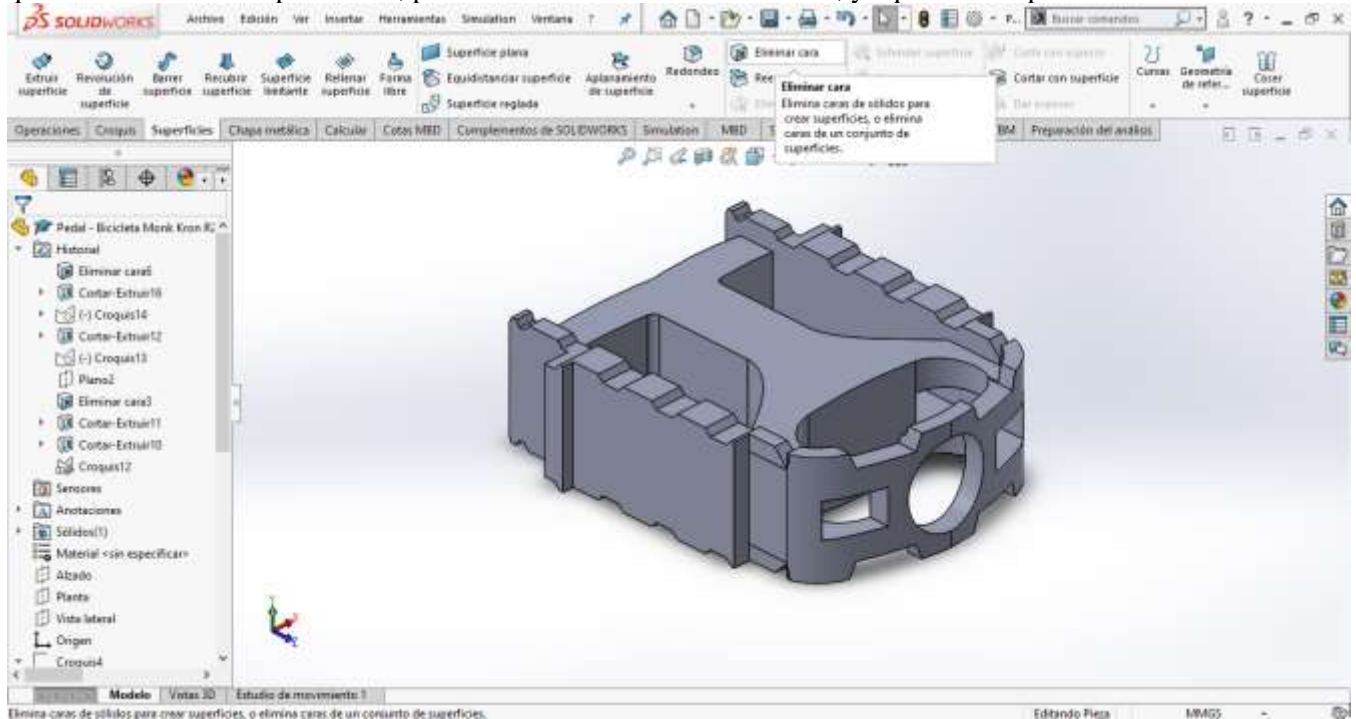 SOLIDWORKS
Archivo Edición Ver Insertar Herramientas Simulation Ventana ?
Buscar comandos
Extruir superficie
Revolución de superficie
Barrer superficie
Recubrir superficie
Superficie limitante
Rellenar superficie
Forma libre
Superficie plana
Equidistanciar superficie
Superficie reglada
Aplanamiento de superficie
Redondeo
Eliminar cara
Cortar con superficie
Curvas
Geometría de refer...
Coser superficie
Eliminar cara
Elimina caras de sólidos para
crear superficies, o elimina
caras de un conjunto de
superficies.
Operaciones Croquis Superficies Chapa metálica Calcular Cotas MBD Complementos de SOLIDWORKS Simulation MBD
Preparación del análisis
Pedal - Bicicleta Monk Kron
Historial
Cortar-Extruir18
(-) Croquis14
Cortar-Extruir12
(-) Croquis13
Plano2
Eliminar cara3
Cortar-Extruir11
Cortar-Extruir10
Croquis12
Sensores
Anotaciones
Sólidos(1)
Material <sin especificar>
Alzado
Planta
Vista lateral
Origen
Croquis4
Modelo Vistas 3D Estudio de movimiento 1
Elimina caras de sólidos para crear superficies, o elimina caras de un conjunto de superficies.
Editando Pieza MMGS